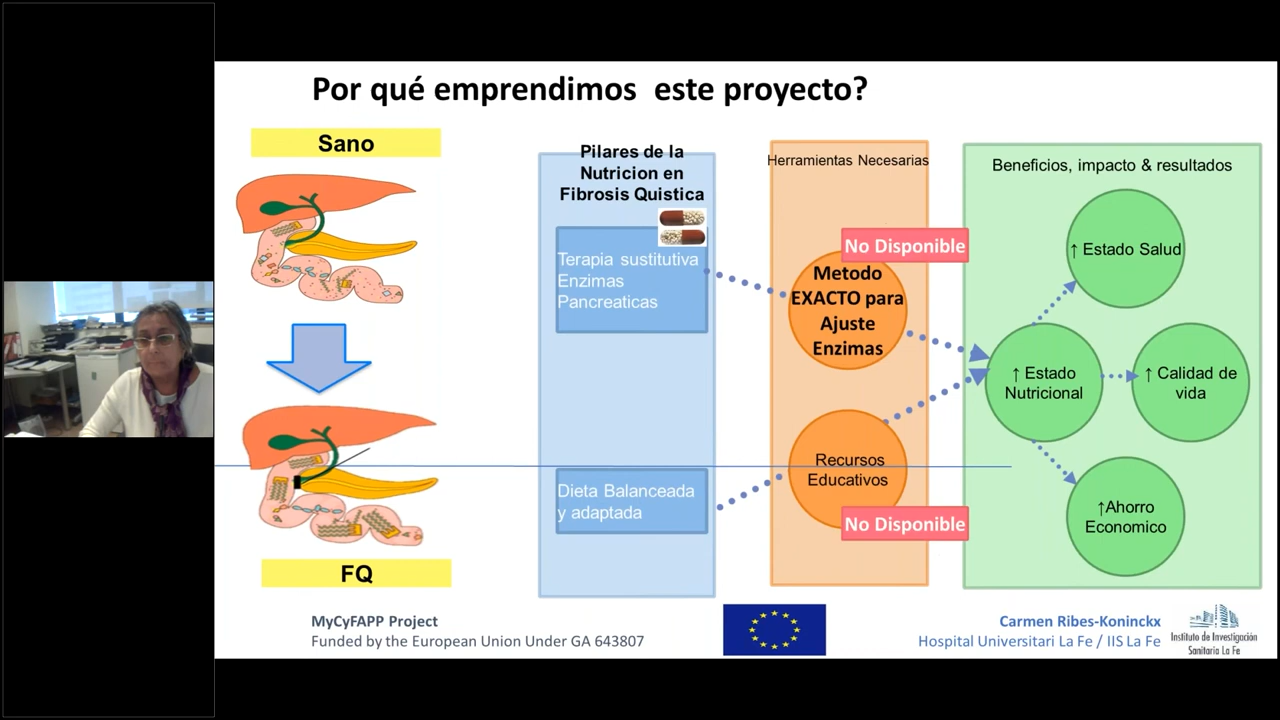 Por qué emprendimos este proyecto?
Sano
FQ
Pilares de la
Nutricion en
Fibrosis Quistica
Terapia sustitutiva
Enzimas
Pancreaticas
Dieta Balanceada
y adaptada
Herramientas Necesarias
No Disponible
Metodo
EXACTO para
Ajuste
Enzimas
Recursos
Educativos
No Disponible
Beneficios, impacto & resultados
↑ Estado Salud
↑ Estado
Nutricional
↑ Calidad de
vida
↑Ahorro
Economico
MyCyFAPP Project
Funded by the European Union Under GA 643807
Carmen Ribes-Koninckx
Hospital Universitari La Fe / IIS La Fe
Instituto de Investigación
Sanitaria La Fe